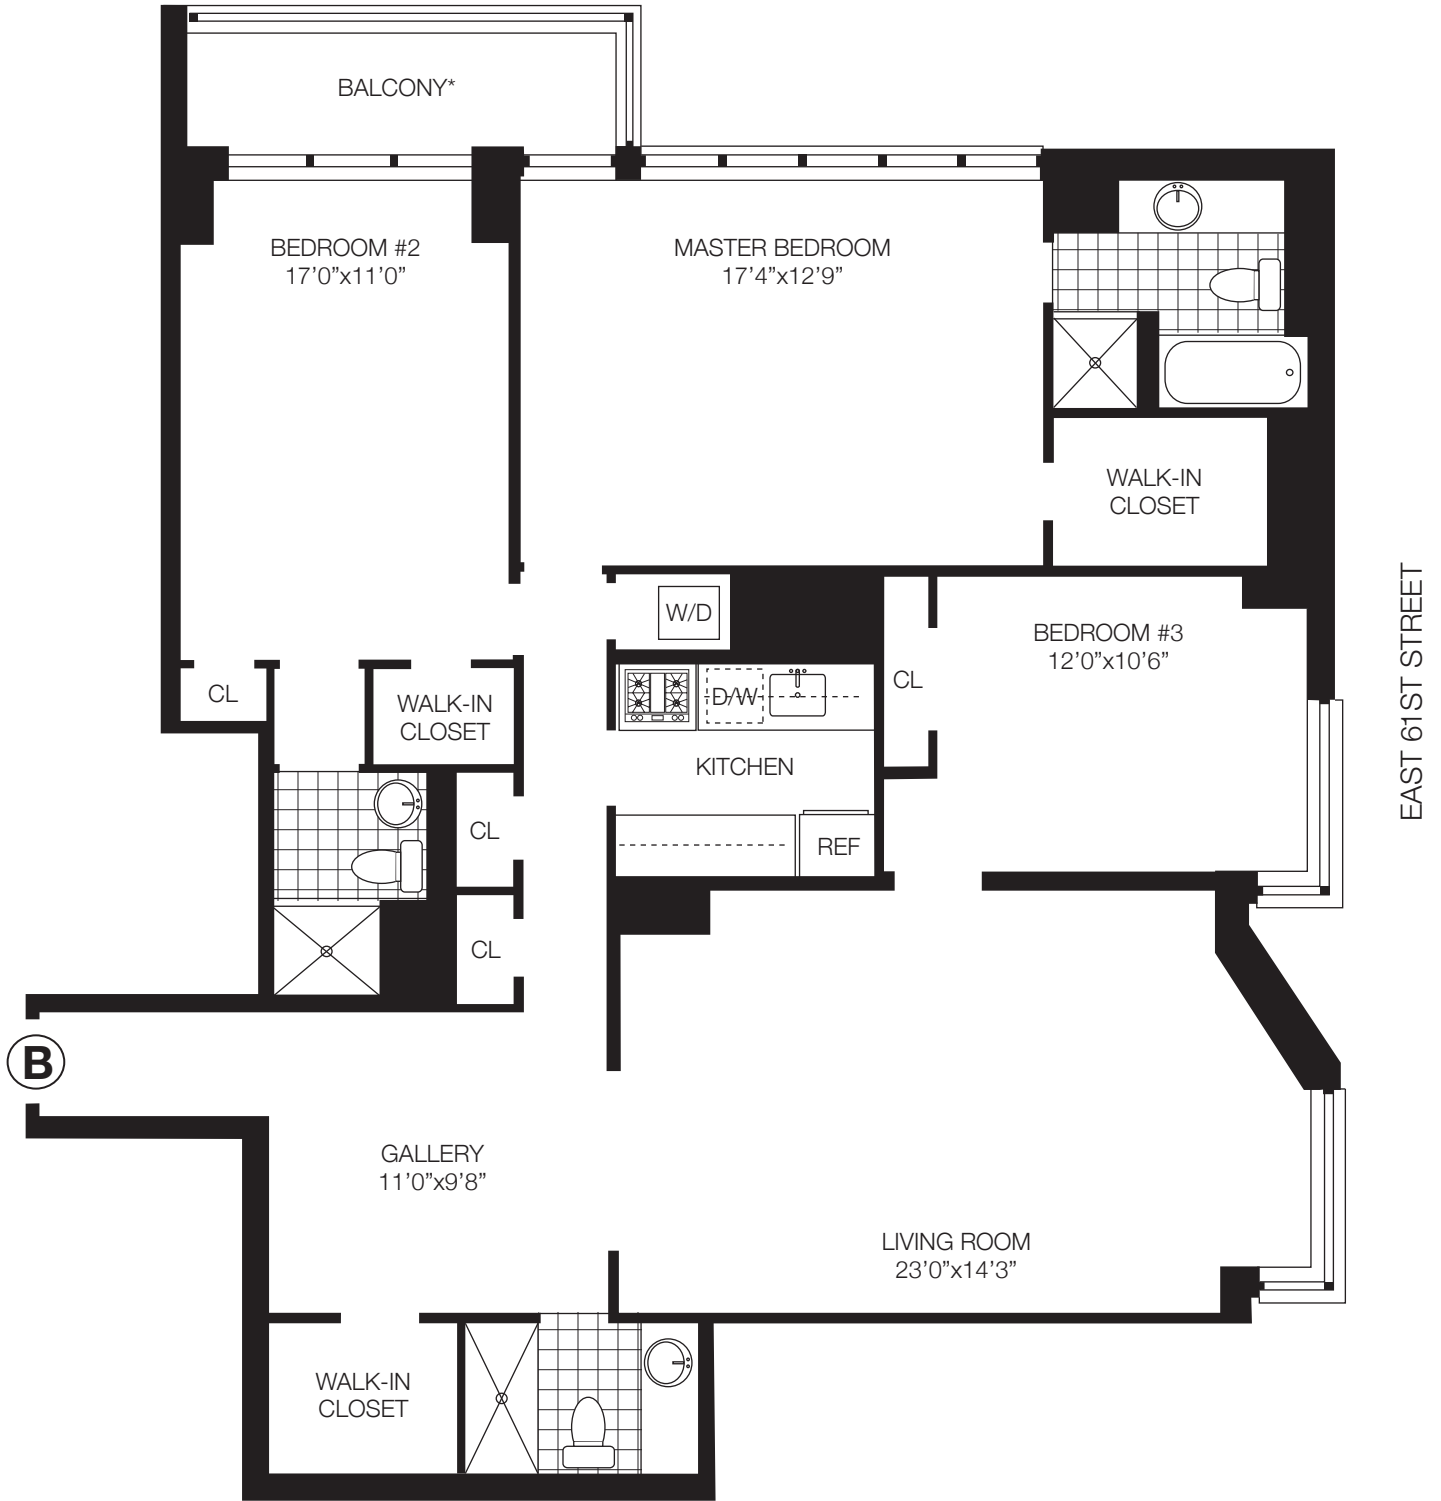 BALCONY*
BEDROOM #2
17’0”x11’0”
MASTER BEDROOM
17’4”x12’9”
WALK-IN
CLOSET
EAST 61ST STREET
W/D
BEDROOM #3
12’0”x10’6”
CL
CL
WALK-IN
CLOSET
D/W
KITCHEN
REF
CL
CL
B
GALLERY
11’0”x9’8”
LIVING ROOM
23’0”x14’3”
WALK-IN
CLOSET